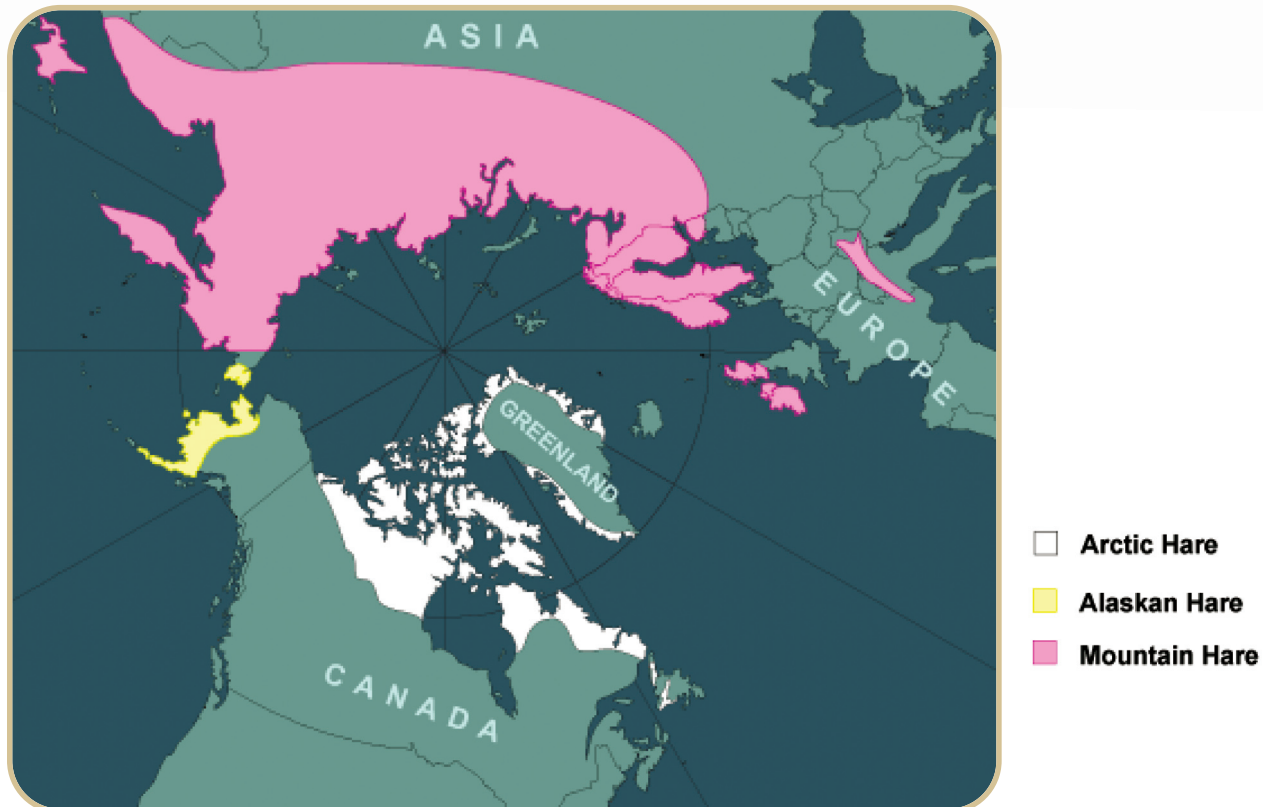 ASIA
EUROPE
GREENLAND
CANADA
Arctic Hare
Alaskan Hare
Mountain Hare